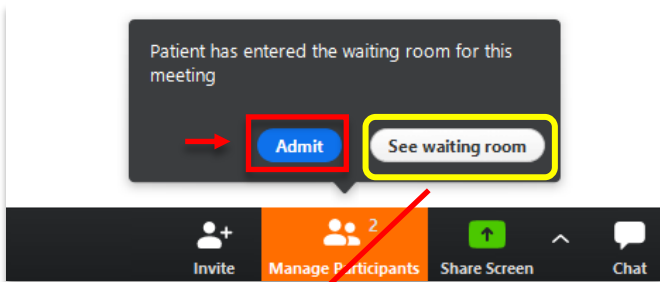 Patient has entered the waiting room for this
meeting
Admit See waiting room
2
Invite Manage Participants Share Screen Chat